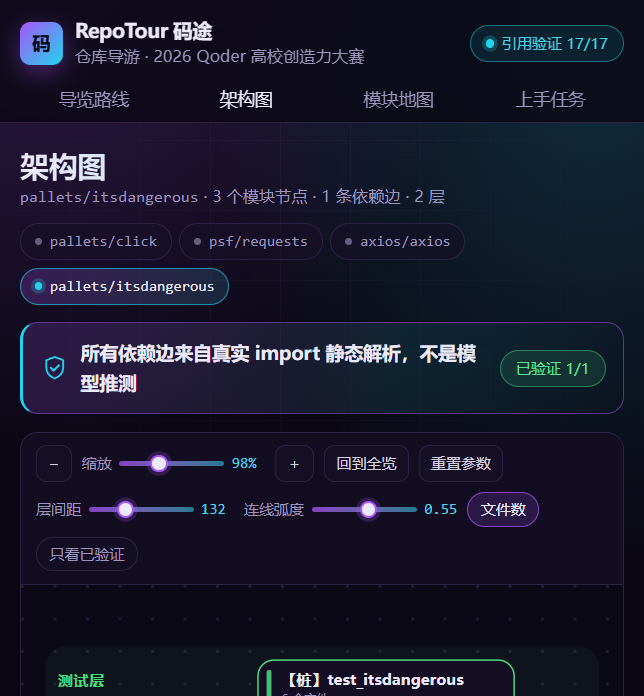 码
RepoTour 码途
仓库导游 · 2026 Qoder 高校创造力大赛
引用验证 17/17
导览路线 架构图 模块地图 上手任务
架构图
pallets/itsdangerous · 3 个模块节点 · 1 条依赖边 · 2 层
pallets/click psf/requests axios/axios
pallets/itsdangerous
所有依赖边来自真实 import 静态解析，不是模
型推测
已验证 1/1
− 缩放 98% + 回到全览 重置参数
层间距 132 连线弧度 0.55 文件数
只看已验证
测试层
【桩】test_itsdangerous